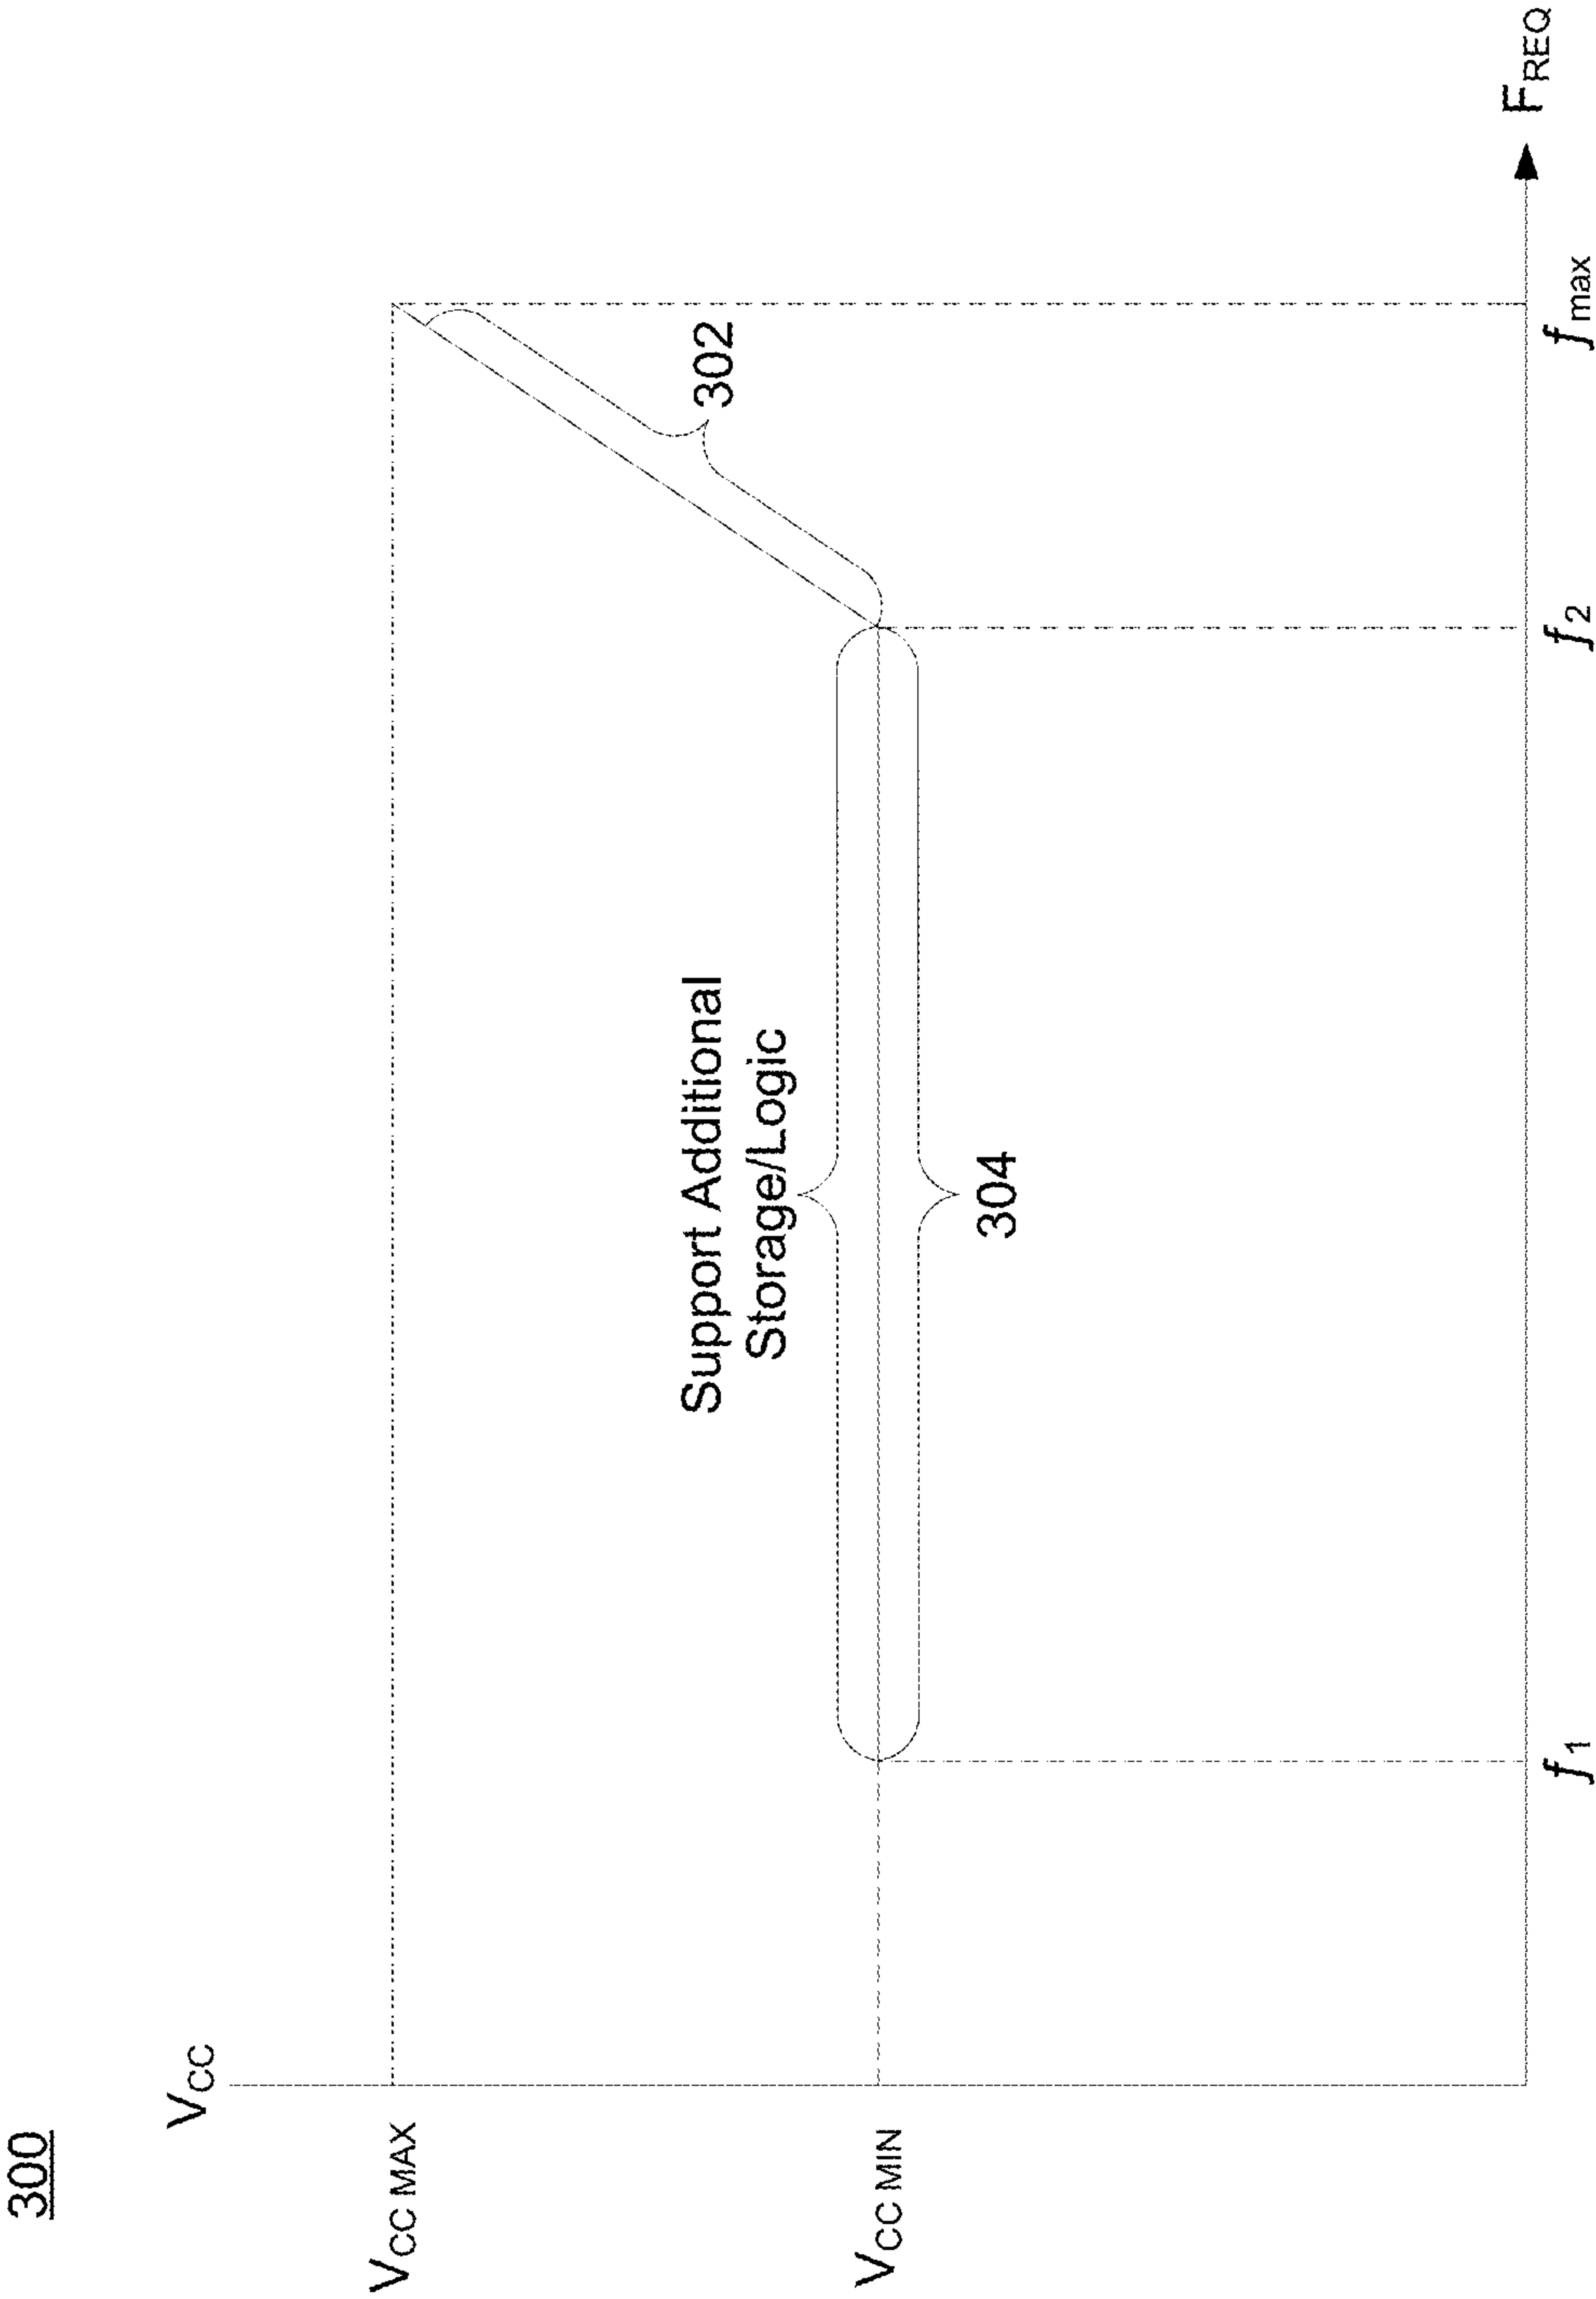 300
VCC
VCC MAX
Support Additional
Storage/Logic
302
VCC MIN
304
f1
f2
fmax
FREQ